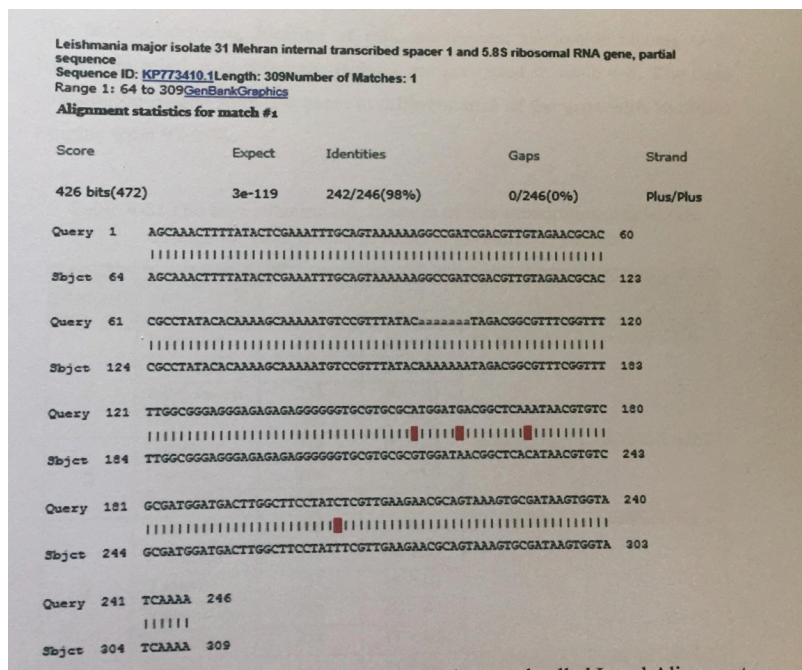 Leishmania major isolate 31 Mehran internal transcribed spacer 1 and 5.8S ribosomal RNA gene, partial
sequence
Sequence ID: KP773410.1Length: 309Number of Matches: 1
Range 1: 64 to 309GenBankGraphics
Alignment statistics for match #1
Score Expect Identities Gaps Strand
426 bits(472) 3e-119 242/246(98%) 0/246(0%) Plus/Plus
Query 1 AGCAAACTTTTATACTCGAAATTTGCAGTAAAAAAGGCCGATCGACGTTGTAGAACGCAC 60
Sbjct 64 AGCAAACTTTTATACTCGAAATTTGCAGTAAAAAAGGCCGATCGACGTTGTAGAACGCAC 123
Query 61 CGCCTATACACAAAAGCAAAAATGTCCGTTTATACaaaaaaaTAGACGGCGTTTCGGTTT 120
Sbjct 124 CGCCTATACACAAAAGCAAAAATGTCCGTTTATACAAAAAAATAGACGGCGTTTCGGTTT 183
Query 121 TTGGCGGGAGGGAGAGAGAGGGGGGTGCGTGCGCATGGATGACGGCTCAAATAACGTGTC 180
Sbjct 184 TTGGCGGGAGGGAGAGAGAGGGGGGTGCGTGCGCGTGGATAACGGCTCACATAACGTGTC 243
Query 181 GCGATGGATGACTTGGCTTCCTATCTCGTTGAAGAACGCAGTAAAGTGCGATAAGTGGTA 240
Sbjct 244 GCGATGGATGACTTGGCTTCCTATTTCGTTGAAGAACGCAGTAAAGTGCGATAAGTGGTA 303
Query 241 TCAAAA 246
Sbjct 304 TCAAAA 309